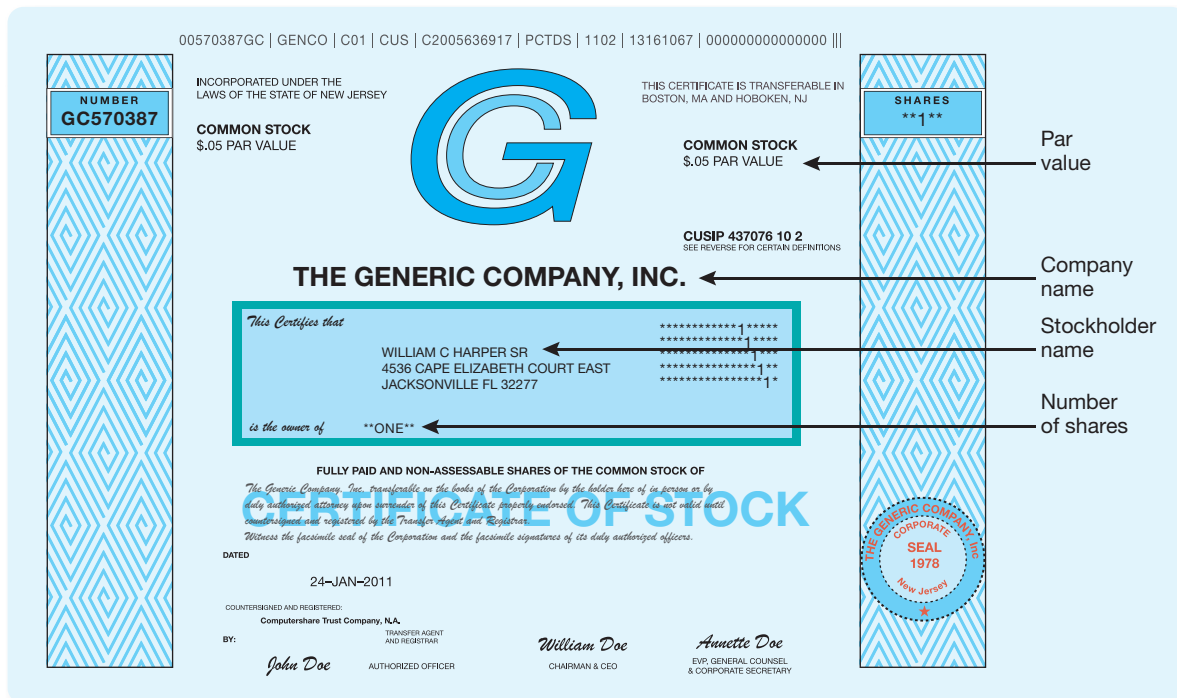 00570387GC | GENCO | C01 | CUS | C2005636917 | PCTDS | 1102 | 13161067 | 000000000000000 |||
NUMBER
GC570387
INCORPORATED UNDER THE
LAWS OF THE STATE OF NEW JERSEY
COMMON STOCK
$.05 PAR VALUE
G
THIS CERTIFICATE IS TRANSFERABLE IN
BOSTON, MA AND HOBOKEN, NJ
COMMON STOCK
$.05 PAR VALUE
SHARES
**1**
Par
value
CUSIP 437076 10 2
SEE REVERSE FOR CERTAIN DEFINITIONS
THE GENERIC COMPANY, INC.
Company
name
This Certifies that
************1*****
*************1****
**************1***
***************1**
****************1*
WILLIAM C HARPER SR
4536 CAPE ELIZABETH COURT EAST
JACKSONVILLE FL 32277
Stockholder
name
is the owner of **ONE**
Number
of shares
FULLY PAID AND NON-ASSESSABLE SHARES OF THE COMMON STOCK OF
CERTIFICATE OF STOCK
The Generic Company, Inc. transferable on the books of the Corporation by the holder here of in person or by
duly authorized attorney upon surrender of this Certificate properly endorsed. This Certificate is not valid until
countersigned and registered by the Transfer Agent and Registrar.
Witness the facsimile seal of the Corporation and the facsimile signatures of its duly authorized officers.
DATED
24–JAN–2011
COUNTERSIGNED AND REGISTERED:
Computershare Trust Company, N.A.
BY:
TRANSFER AGENT
AND REGISTRAR
John Doe
AUTHORIZED OFFICER
William Doe
CHAIRMAN & CEO
Annette Doe
EVP, GENERAL COUNSEL
& CORPORATE SECRETARY
THE GENERIC COMPANY, Inc
CORPORATE
SEAL
1978
New Jersey